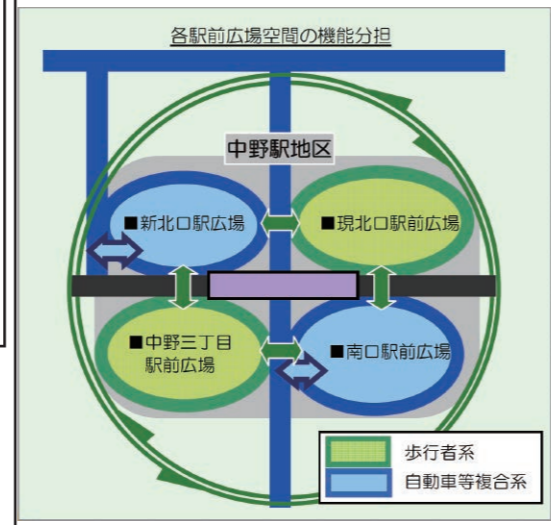 各駅前広場空間の機能分担
中野駅地区
■新北口駅広場
■現北口駅前広場
■中野三丁目
駅前広場
■南口駅前広場
歩行者系
自動車等複合系